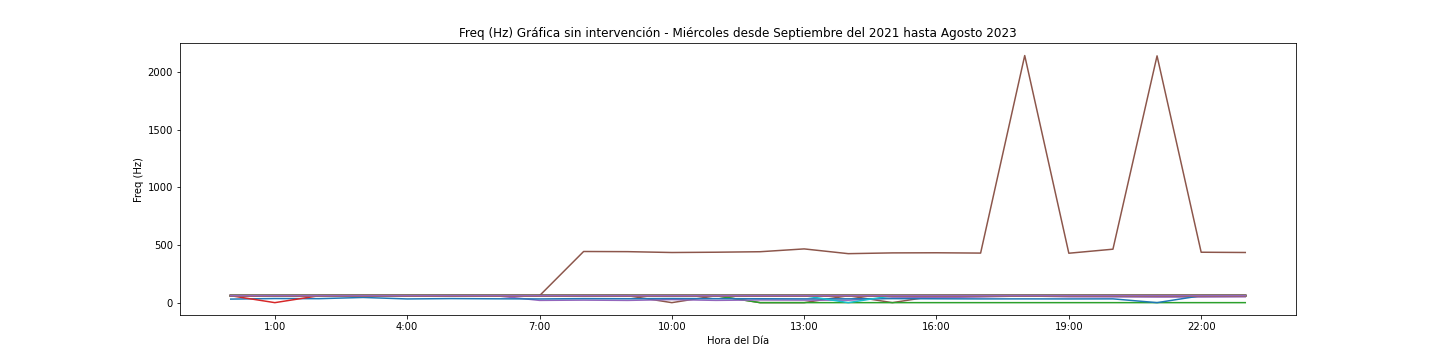 Freq (Hz) Gráfica sin intervención - Miércoles desde Septiembre del 2021 hasta Agosto 2023
2000
1500
1000
500
0
Freq (Hz)
1:00 4:00 7:00 10:00 13:00 16:00 19:00 22:00
Hora del Día